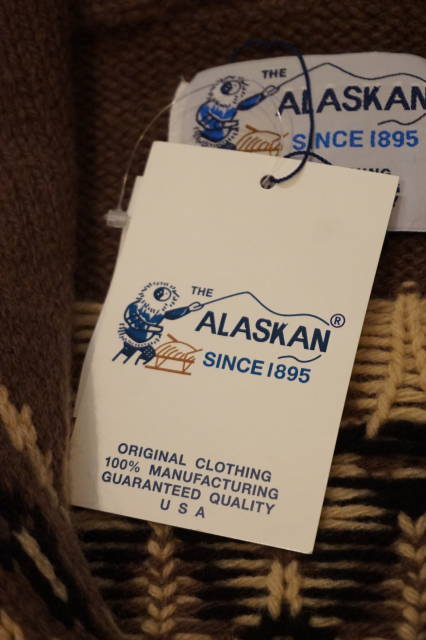 THE
ALASKAN
SINCE 1895
THE
ALASKAN®
SINCE 1895
ORIGINAL CLOTHING
100% MANUFACTURING
GUARANTEED QUALITY
U S A